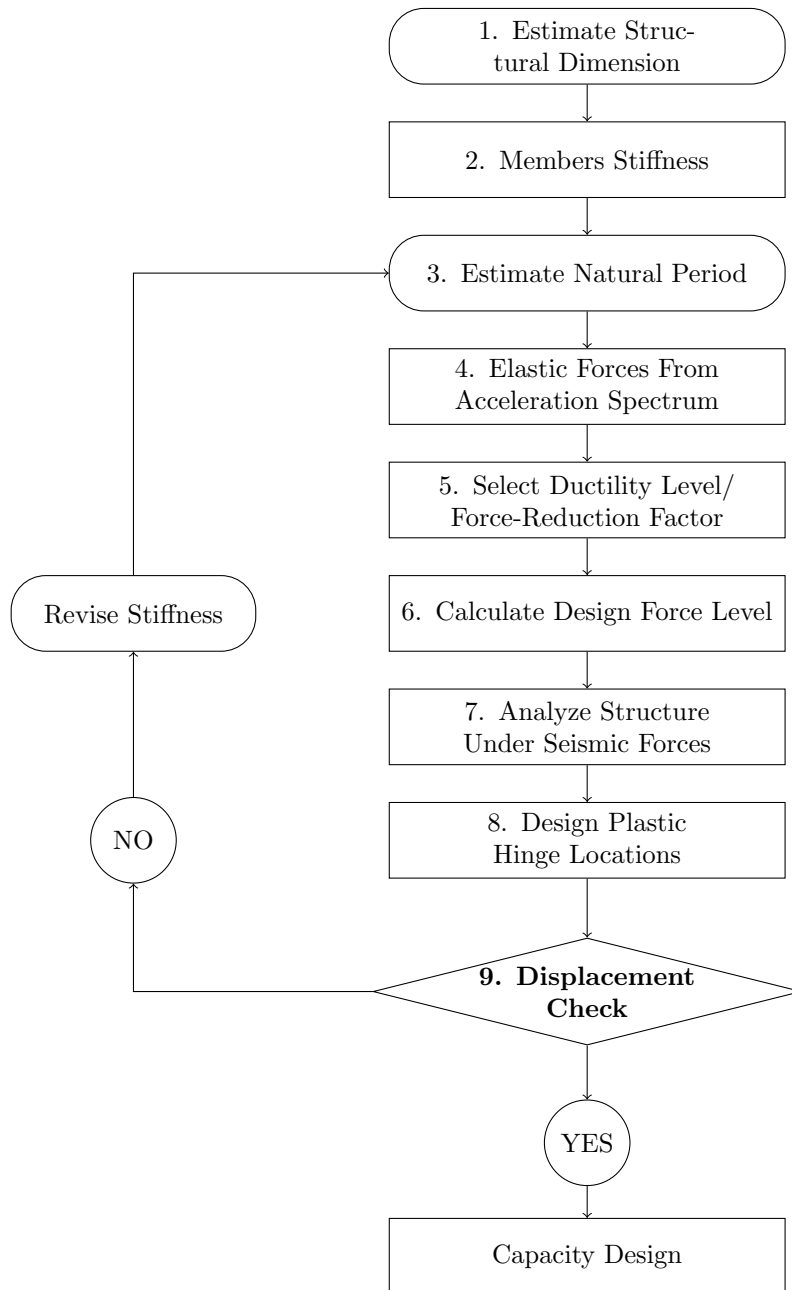 1. Estimate Struc-
tural Dimension
2. Members Stiffness
3. Estimate Natural Period
4. Elastic Forces From
Acceleration Spectrum
5. Select Ductility Level/
Force-Reduction Factor
Revise Stiffness
6. Calculate Design Force Level
7. Analyze Structure
Under Seismic Forces
NO
8. Design Plastic
Hinge Locations
9. Displacement
Check
YES
Capacity Design